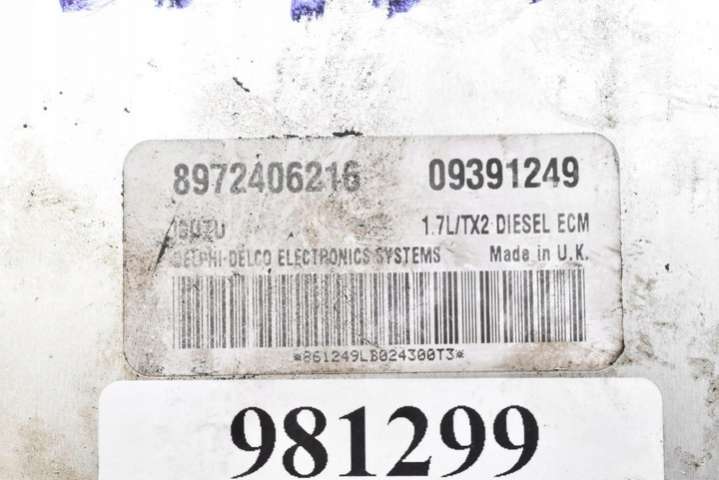 8972406216 09391249
ISUZU 1.7L/TX2 DIESEL ECM
DELPHI-DELCO ELECTRONICS SYSTEMS Made in U.K.
*861249LB024300T3*
981299